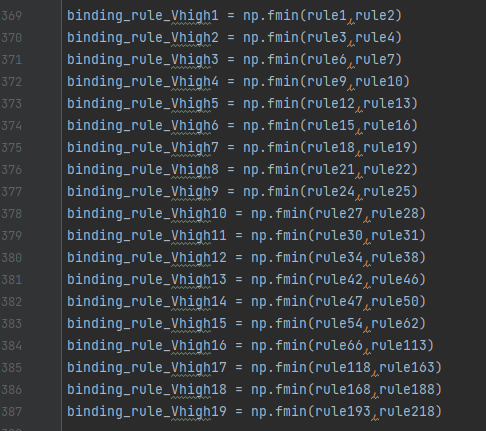 369 binding_rule_Vhigh1 = np.fmin(rule1,rule2)
370 binding_rule_Vhigh2 = np.fmin(rule3,rule4)
371 binding_rule_Vhigh3 = np.fmin(rule6,rule7)
372 binding_rule_Vhigh4 = np.fmin(rule9,rule10)
373 binding_rule_Vhigh5 = np.fmin(rule12,rule13)
374 binding_rule_Vhigh6 = np.fmin(rule15,rule16)
375 binding_rule_Vhigh7 = np.fmin(rule18,rule19)
376 binding_rule_Vhigh8 = np.fmin(rule21,rule22)
377 binding_rule_Vhigh9 = np.fmin(rule24,rule25)
378 binding_rule_Vhigh10 = np.fmin(rule27,rule28)
379 binding_rule_Vhigh11 = np.fmin(rule30,rule31)
380 binding_rule_Vhigh12 = np.fmin(rule34,rule38)
381 binding_rule_Vhigh13 = np.fmin(rule42,rule46)
382 binding_rule_Vhigh14 = np.fmin(rule47,rule50)
383 binding_rule_Vhigh15 = np.fmin(rule54,rule62)
384 binding_rule_Vhigh16 = np.fmin(rule66,rule113)
385 binding_rule_Vhigh17 = np.fmin(rule118,rule163)
386 binding_rule_Vhigh18 = np.fmin(rule168,rule188)
387 binding_rule_Vhigh19 = np.fmin(rule193,rule218)